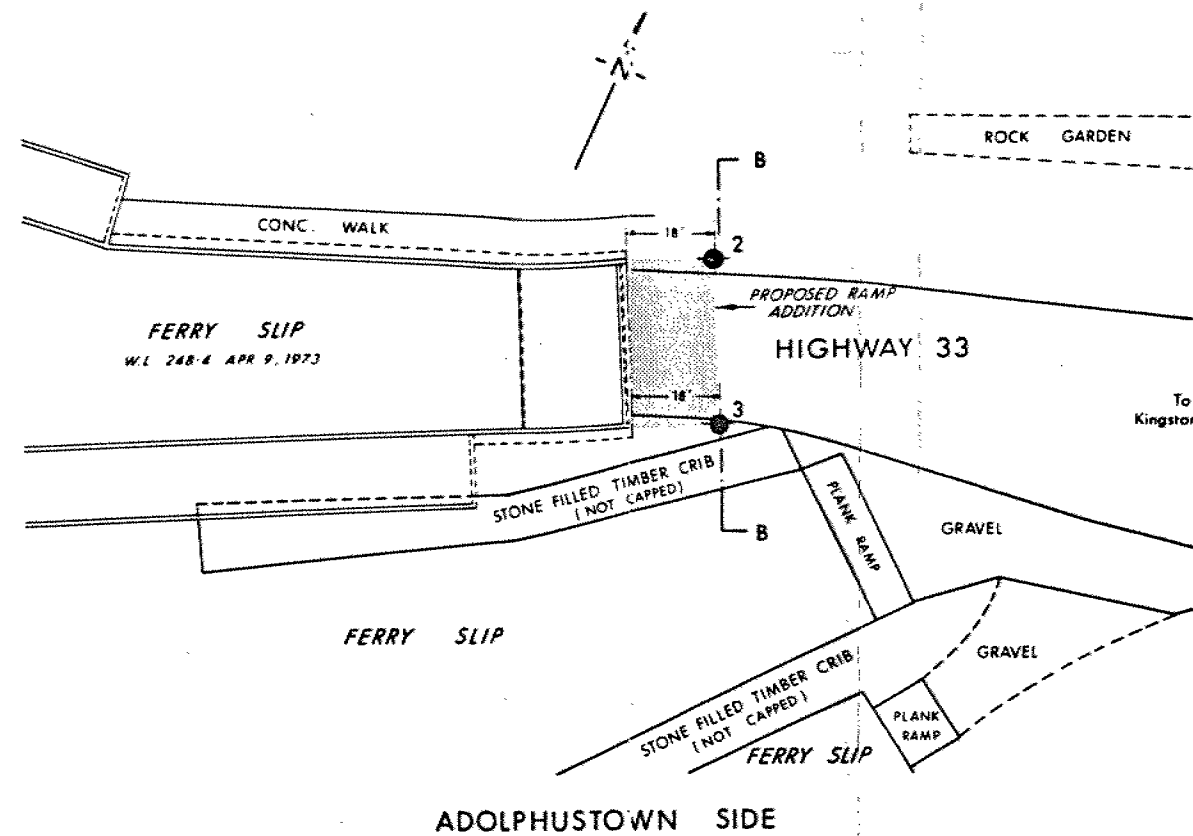 N
ROCK GARDEN
B
CONC. WALK
18'
2
PROPOSED RAMP
ADDITION
FERRY SLIP
W.L 248·4 APR 9, 1973
HIGHWAY 33
18'
3
To
Kingston
STONE FILLED TIMBER CRIB
(NOT CAPPED)
PLANK RAMP
GRAVEL
B
FERRY SLIP
GRAVEL
STONE FILLED TIMBER CRIB
(NOT CAPPED)
PLANK
RAMP
FERRY SLIP
ADOLPHUSTOWN SIDE